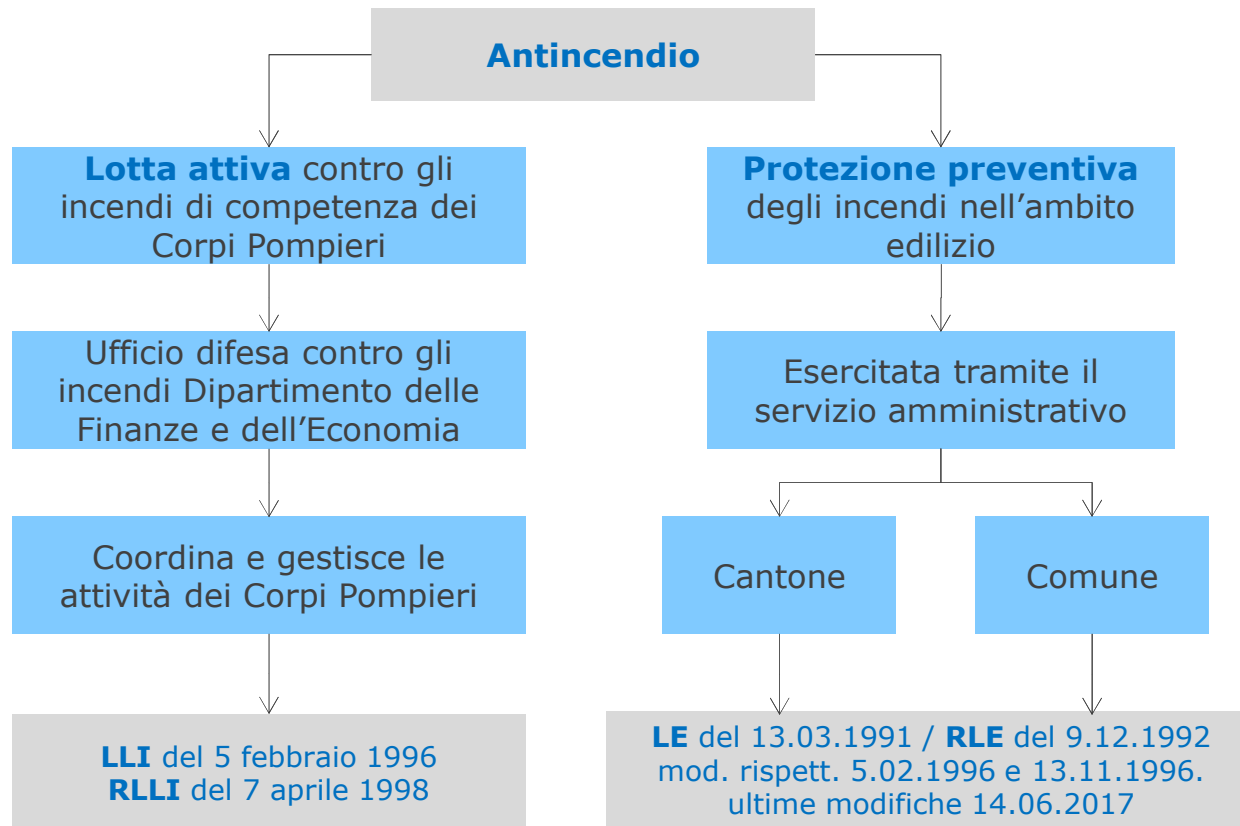 Antincendio
Lotta attiva contro gli
incendi di competenza dei
Corpi Pompieri
Protezione preventiva
degli incendi nell’ambito
edilizio
Ufficio difesa contro gli
incendi Dipartimento delle
Finanze e dell’Economia
Esercitata tramite il
servizio amministrativo
Coordina e gestisce le
attività dei Corpi Pompieri
Cantone
Comune
LLI del 5 febbraio 1996
RLLI del 7 aprile 1998
LE del 13.03.1991 / RLE del 9.12.1992
mod. rispett. 5.02.1996 e 13.11.1996.
ultime modifiche 14.06.2017